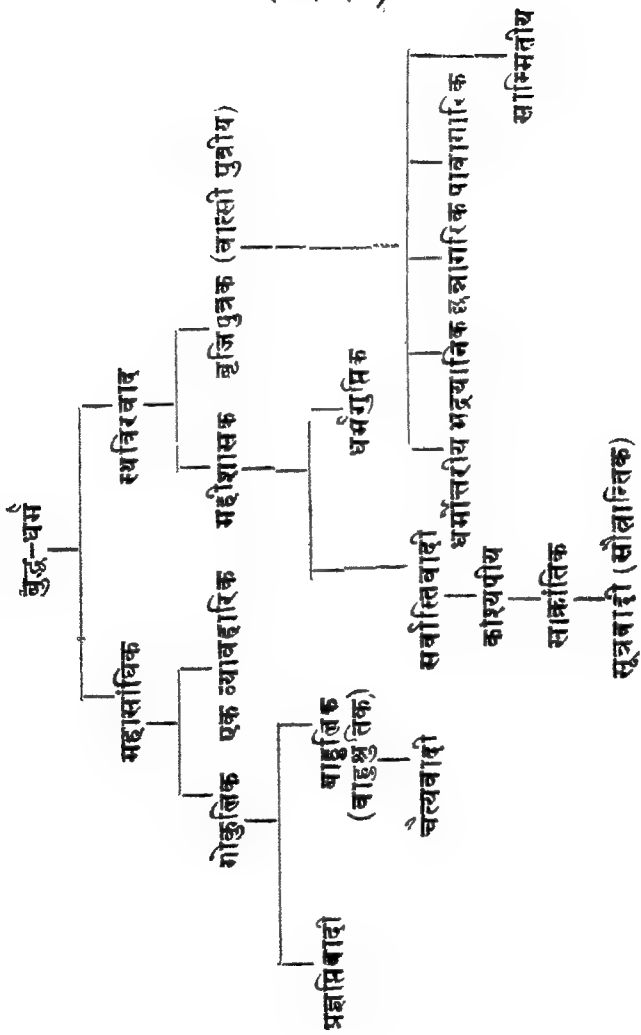 बुद्ध-धर्म
महासांघिक स्थविरवाद
गोकुलिक एक व्यावहारिक महीशासक वृजिपुत्रक (वात्सी पुत्रीय)
प्रज्ञप्तिवादी बाहुलिक धर्मगुप्तिक
(बाहुश्रुतिक)
चैत्यवादी
सर्वास्तिवादी धर्मोत्तरीय भद्रयानिक छन्नागरिक
काश्यपीय साम्मितीय
सांक्रांतिक
सूत्रवादी (सौत्रान्तिक)